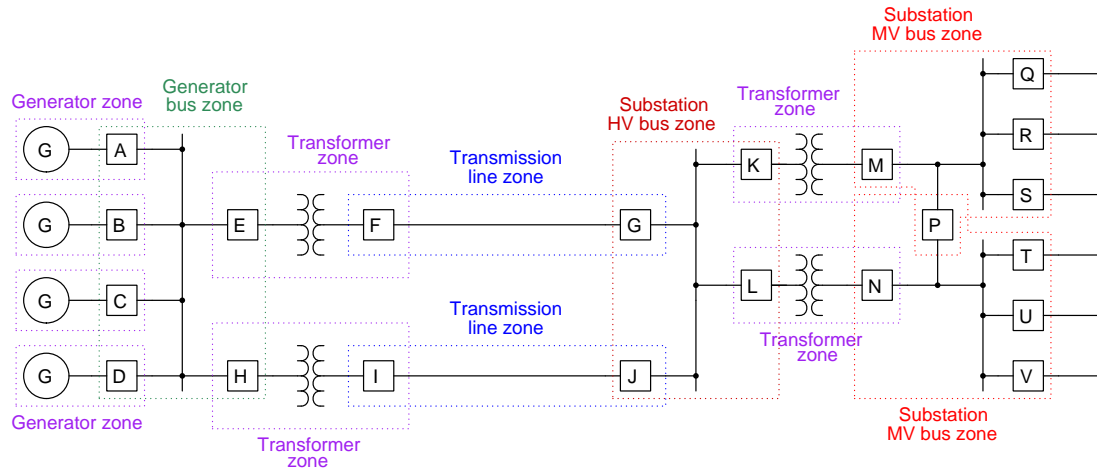 Substation
MV bus zone
Generator
bus zone
Generator zone
Substation
HV bus zone
Transformer
zone
Transformer
zone
Transmission
line zone
Q
G
A
R
K
M
S
G
B
E
F
G
P
T
L
N
G
C
U
Transmission
line zone
Transformer
zone
G
D
H
I
J
V
Generator zone
Transformer
zone
Substation
MV bus zone